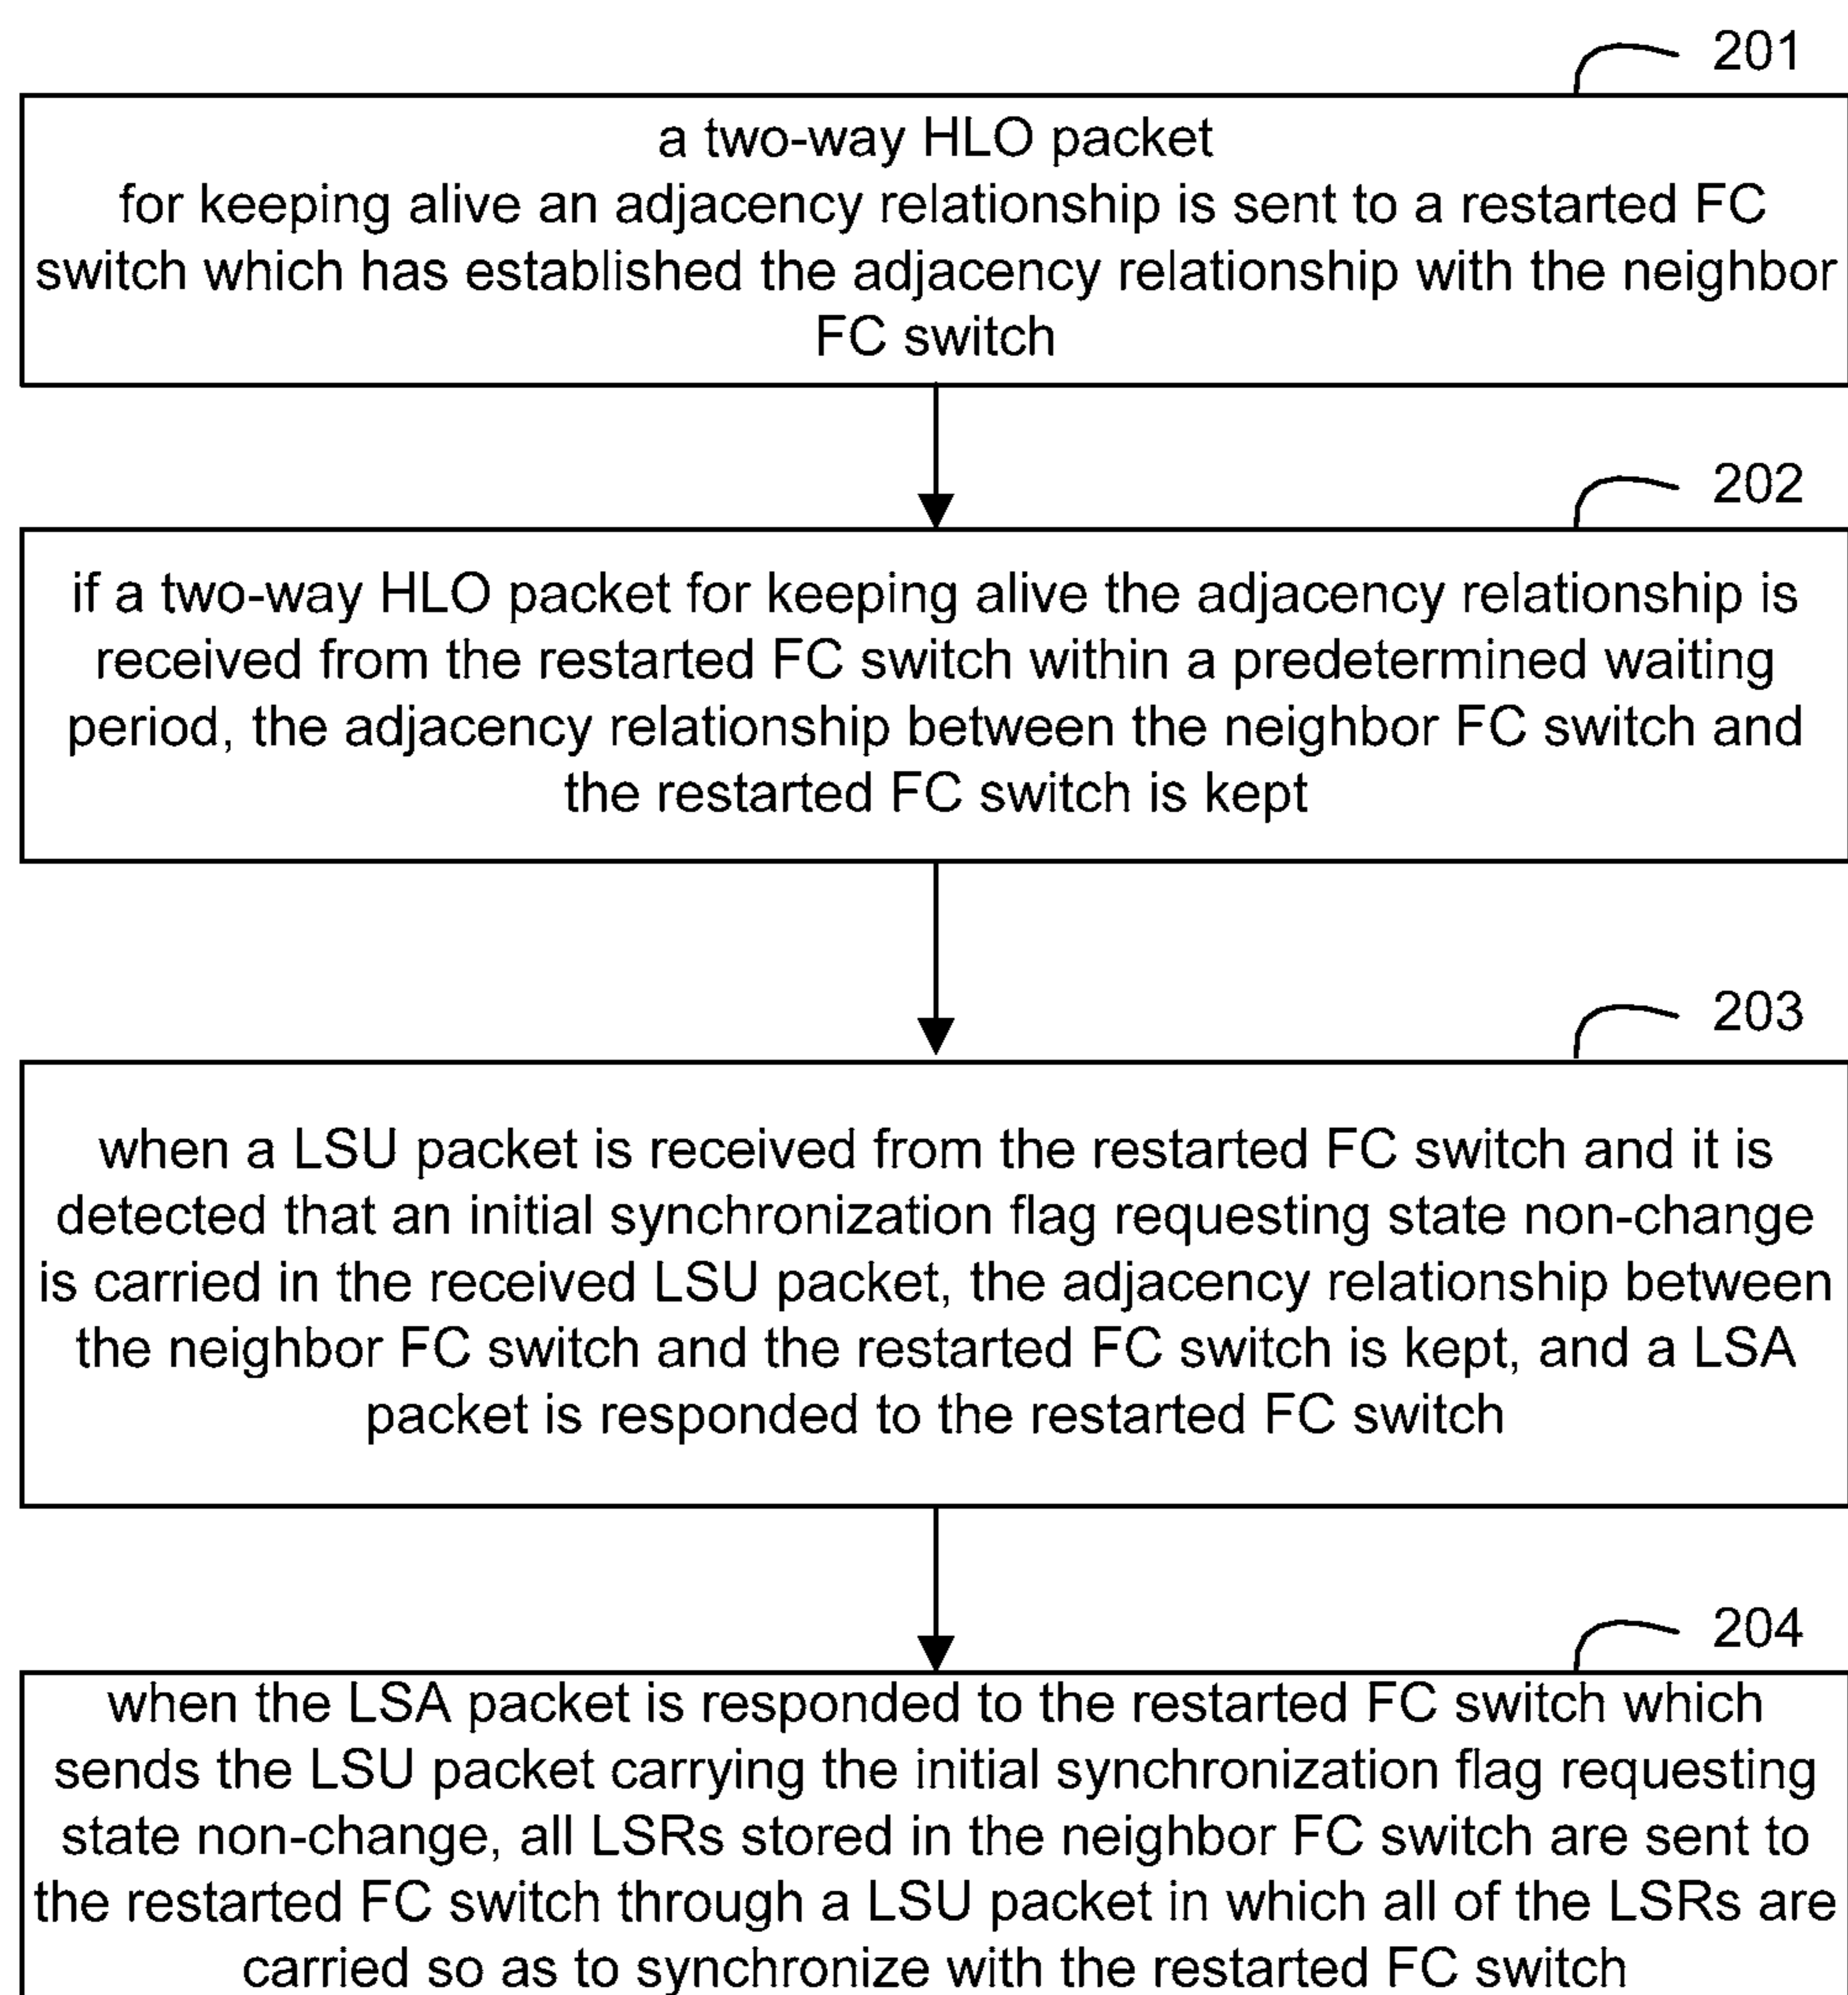 201
a two-way HLO packet
for keeping alive an adjacency relationship is sent to a restarted FC
switch which has established the adjacency relationship with the neighbor
FC switch
202
if a two-way HLO packet for keeping alive the adjacency relationship is
received from the restarted FC switch within a predetermined waiting
period, the adjacency relationship between the neighbor FC switch and
the restarted FC switch is kept
203
when a LSU packet is received from the restarted FC switch and it is
detected that an initial synchronization flag requesting state non-change
is carried in the received LSU packet, the adjacency relationship between
the neighbor FC switch and the restarted FC switch is kept, and a LSA
packet is responded to the restarted FC switch
204
when the LSA packet is responded to the restarted FC switch which
sends the LSU packet carrying the initial synchronization flag requesting
state non-change, all LSRs stored in the neighbor FC switch are sent to
the restarted FC switch through a LSU packet in which all of the LSRs are
carried so as to synchronize with the restarted FC switch